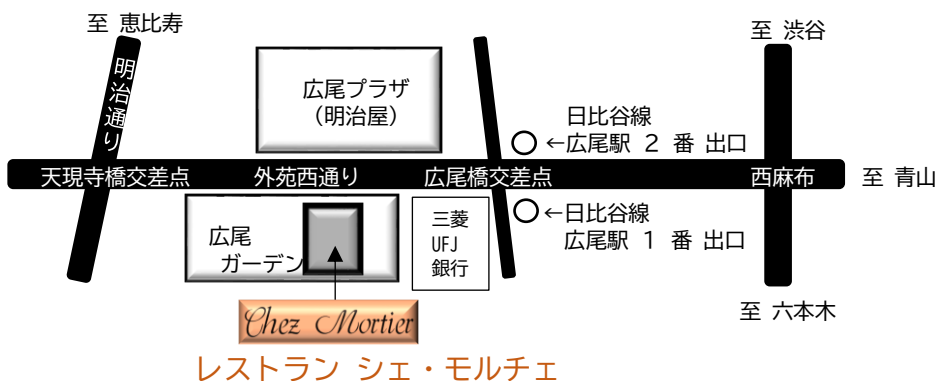 至 恵比寿
至 渋谷
明治通り
広尾プラザ
（明治屋）
日比谷線
←広尾駅 2 番 出口
天現寺橋交差点
外苑西通り
広尾橋交差点
西麻布
至 青山
広尾
ガーデン
三菱
UFJ
銀行
←日比谷線
広尾駅 1 番 出口
至 六本木
Chez Mortier
レストラン シェ・モルチェ